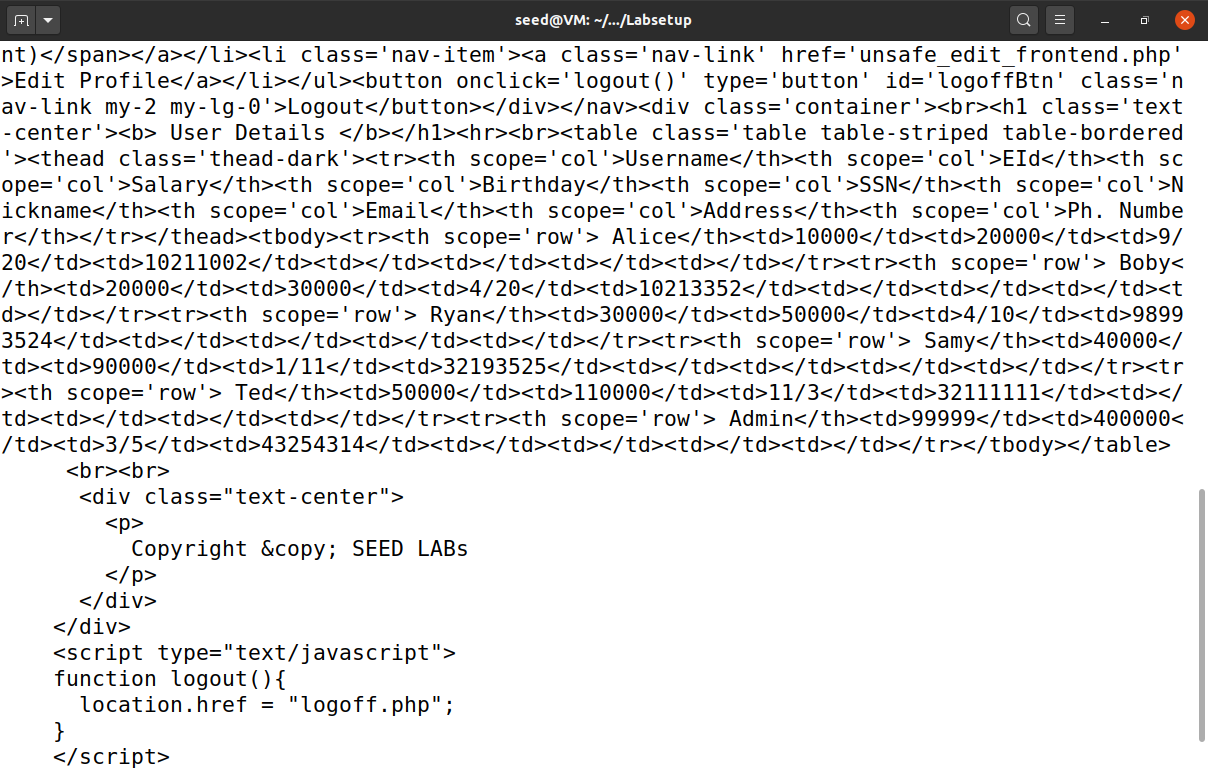 seed@VM: ~/.../Labsetup
nt)</span></a></li><li class='nav-item'><a class='nav-link' href='unsafe_edit_frontend.php'
>Edit Profile</a></li></ul><button onclick='logout()' type='button' id='logoffBtn' class='n
av-link my-2 my-lg-0'>Logout</button></div></nav><div class='container'><br><h1 class='text
-center'><b> User Details </b></h1><hr><br><table class='table table-striped table-bordered
'><thead class='thead-dark'><tr><th scope='col'>Username</th><th scope='col'>EId</th><th sc
ope='col'>Salary</th><th scope='col'>Birthday</th><th scope='col'>SSN</th><th scope='col'>N
ickname</th><th scope='col'>Email</th><th scope='col'>Address</th><th scope='col'>Ph. Numbe
r</th></tr></thead><tbody><tr><th scope='row'> Alice</th><td>10000</td><td>20000</td><td>9/
20</td><td>10211002</td><td></td><td></td><td></td><td></td></tr><tr><th scope='row'> Boby<
/th><td>20000</td><td>30000</td><td>4/20</td><td>10213352</td><td></td><td></td><td></td><t
d></td></tr><tr><th scope='row'> Ryan</th><td>30000</td><td>50000</td><td>4/10</td><td>9899
3524</td><td></td><td></td><td></td><td></td></tr><tr><th scope='row'> Samy</th><td>40000</
td><td>90000</td><td>1/11</td><td>32193525</td><td></td><td></td><td></td><td></td></tr><tr
><th scope='row'> Ted</th><td>50000</td><td>110000</td><td>11/3</td><td>32111111</td><td></
td><td></td><td></td><td></td></tr><tr><th scope='row'> Admin</th><td>99999</td><td>400000<
/td><td>3/5</td><td>43254314</td><td></td><td></td><td></td><td></td></tr></tbody></table>
     <br><br>
      <div class="text-center">
        <p>
          Copyright &copy; SEED LABs
        </p>
      </div>
    </div>
    <script type="text/javascript">
    function logout(){
      location.href = "logoff.php";
    }
    </script>